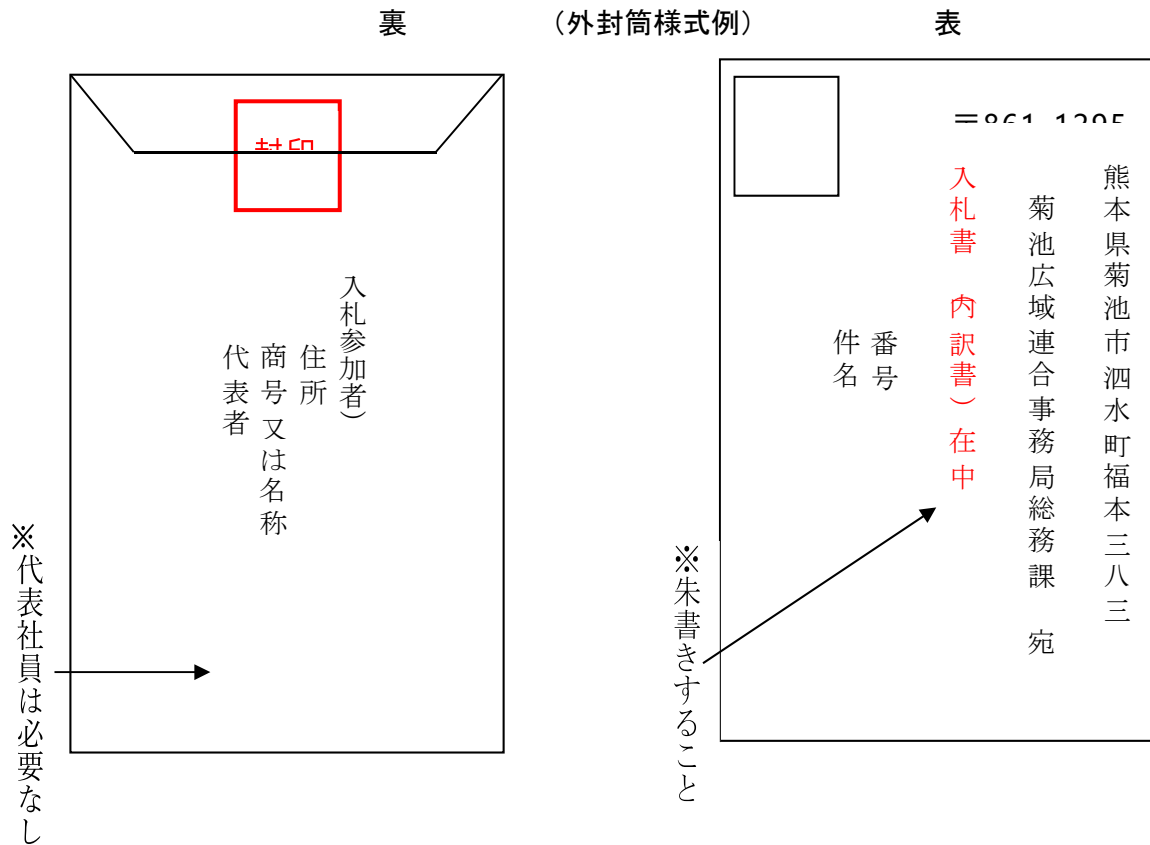 裏 （外封筒様式例） 表
封印
入札参加者）
住所
商号又は名称
代表者
※代表社員は必要なし
熊本県菊池市泗水町福本三八三
菊池広域連合事務局総務課　宛
入札書　（内訳書）在中
番号
件名
※朱書きすること